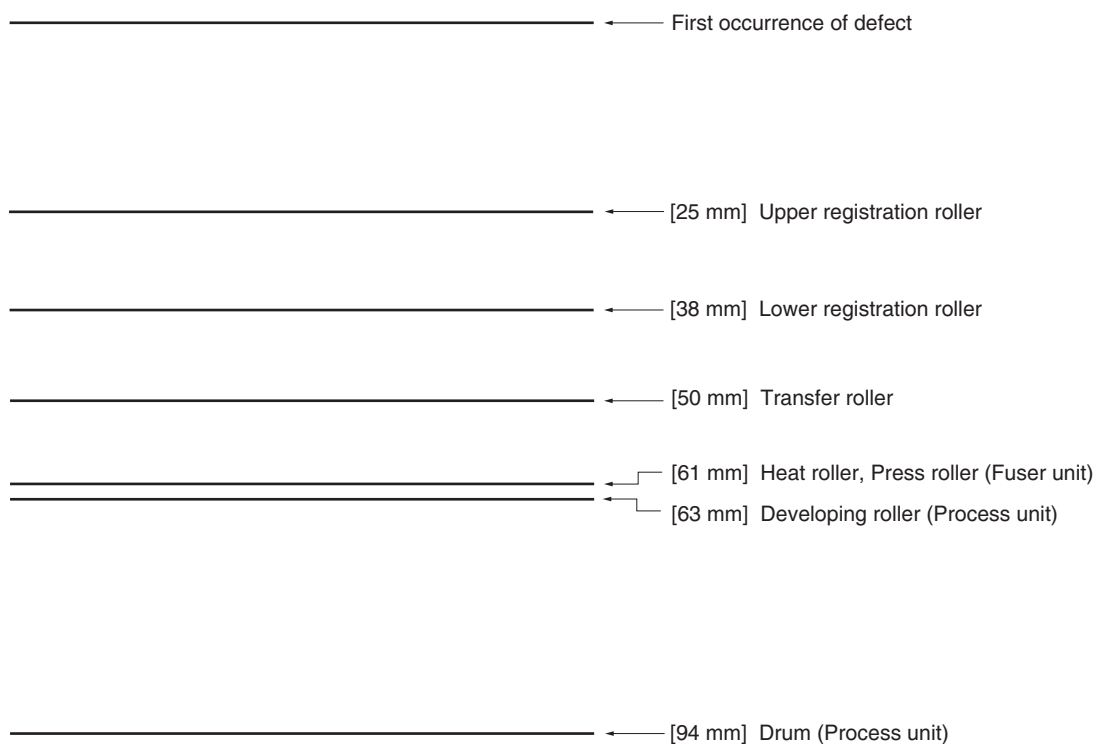 First occurrence of defect
[25 mm]  Upper registration roller
[38 mm]  Lower registration roller
[50 mm]  Transfer roller
[61 mm]  Heat roller, Press roller (Fuser unit)
[63 mm]  Developing roller (Process unit)
[94 mm]  Drum (Process unit)